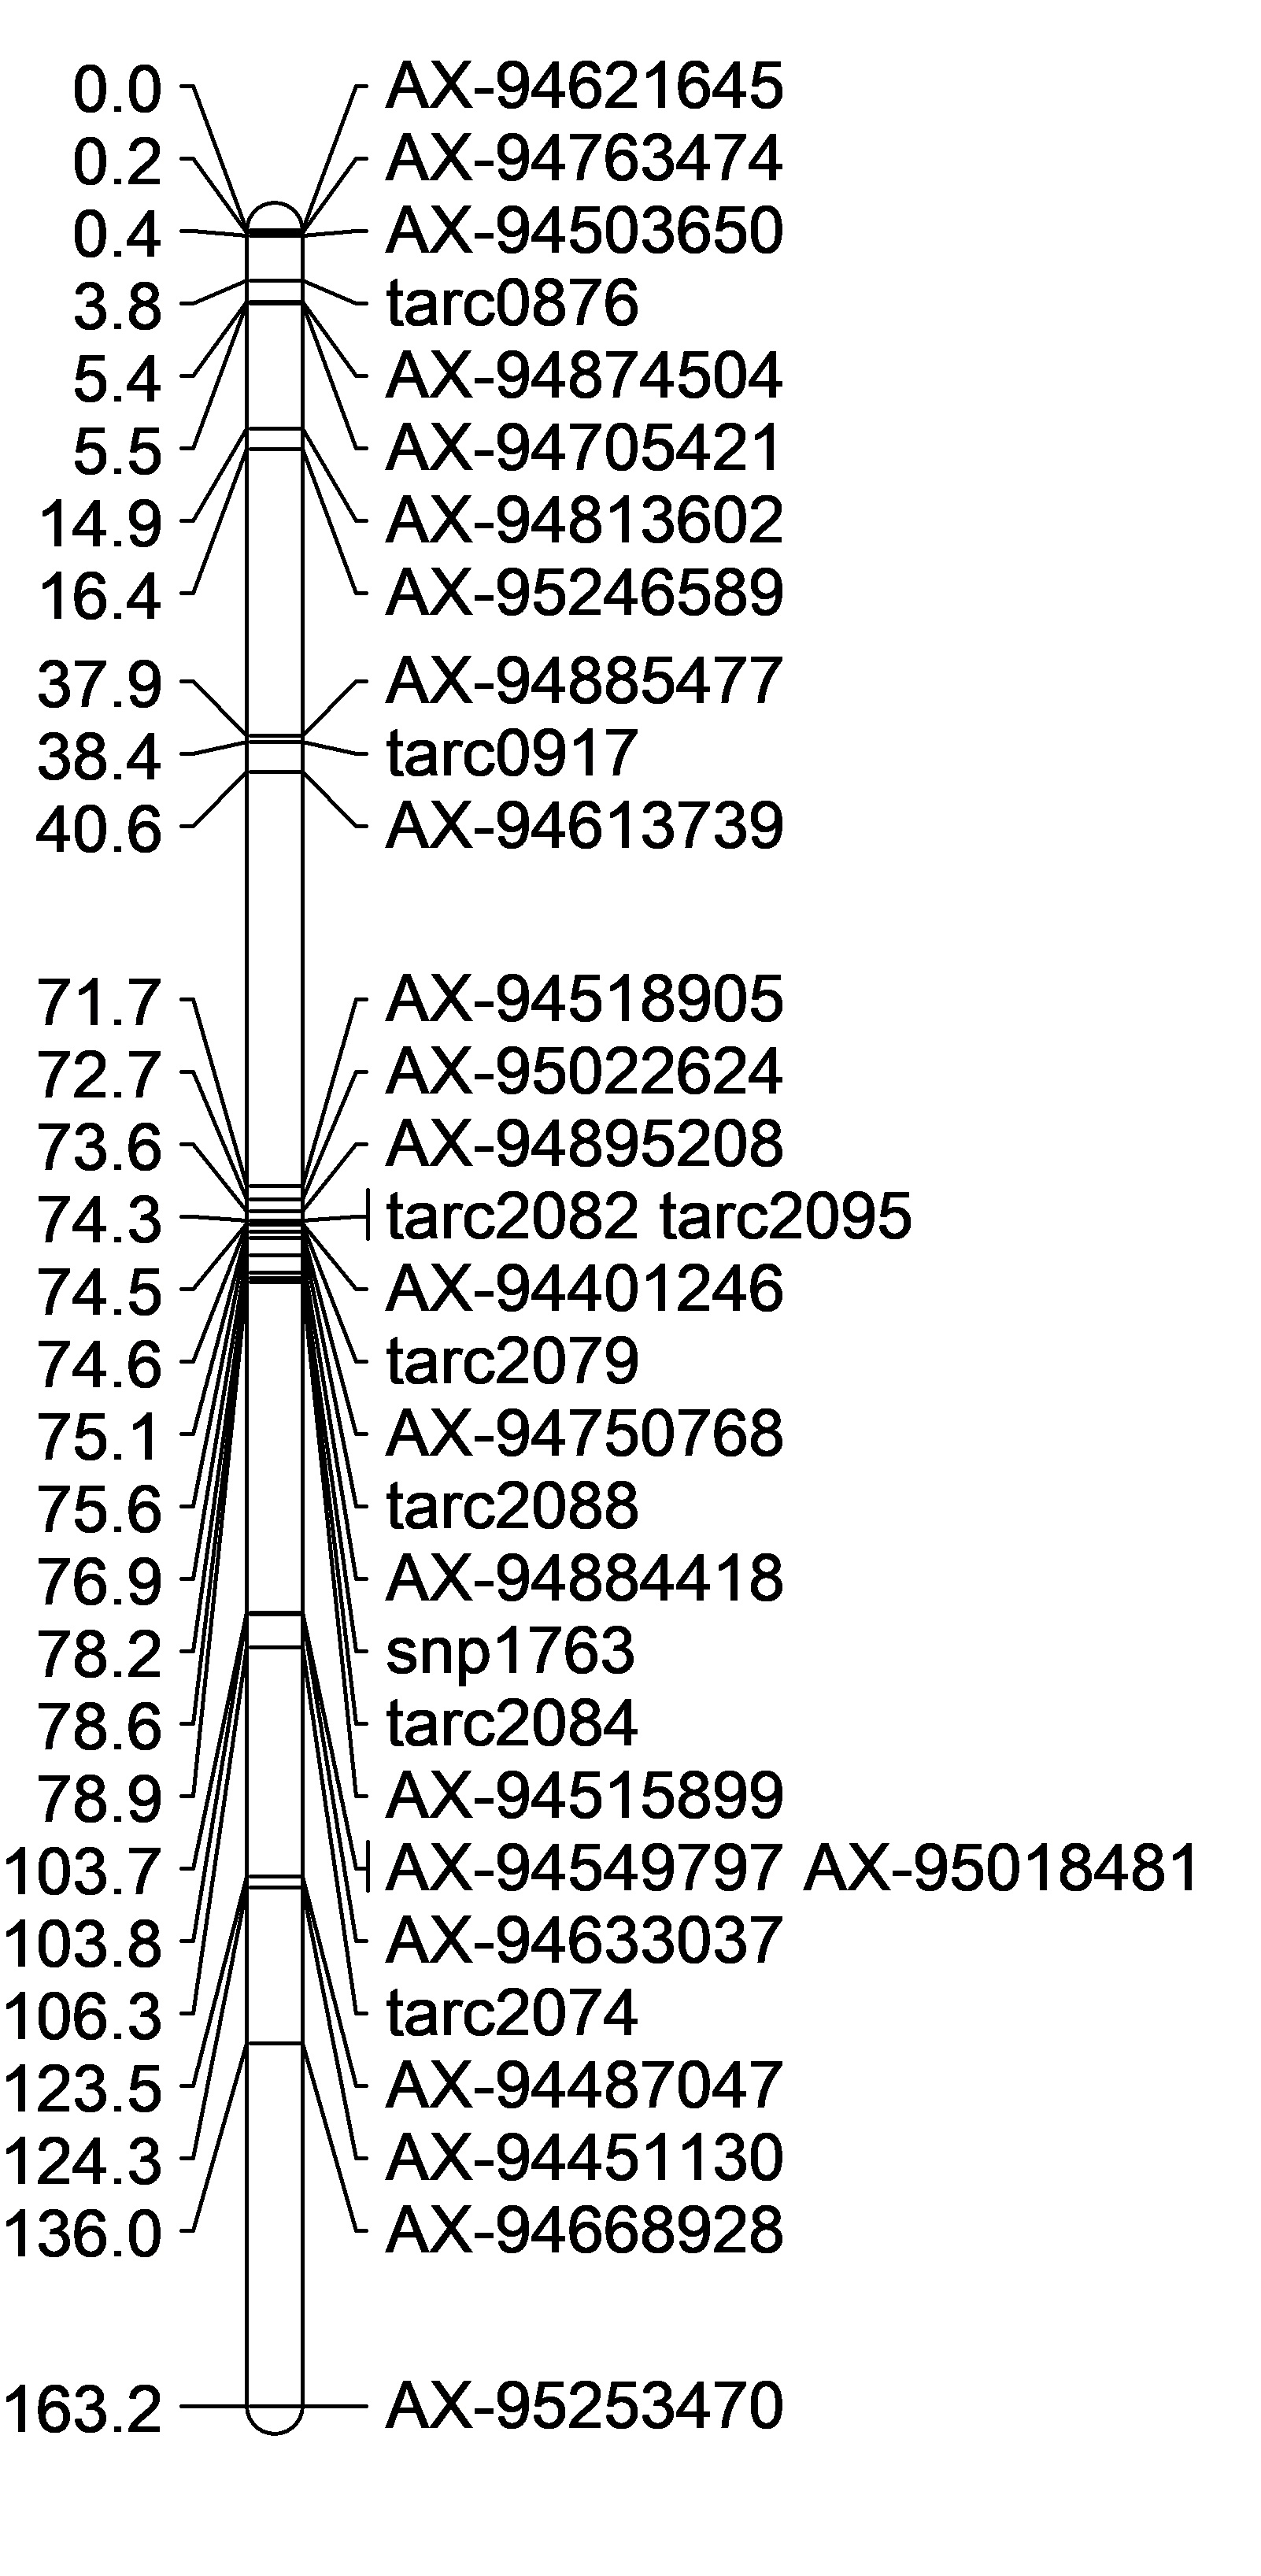 0.0 AX-94621645
0.2 AX-94763474
0.4 AX-94503650
3.8 tarc0876
5.4 AX-94874504
5.5 AX-94705421
14.9 AX-94813602
16.4 AX-95246589
37.9 AX-94885477
38.4 tarc0917
40.6 AX-94613739
71.7 AX-94518905
72.7 AX-95022624
73.6 AX-94895208
74.3 tarc2082 tarc2095
74.5 AX-94401246
74.6 tarc2079
75.1 AX-94750768
75.6 tarc2088
76.9 AX-94884418
78.2 snp1763
78.6 tarc2084
78.9 AX-94515899
103.7 AX-94549797 AX-95018481
103.8 AX-94633037
106.3 tarc2074
123.5 AX-94487047
124.3 AX-94451130
136.0 AX-94668928
163.2 AX-95253470